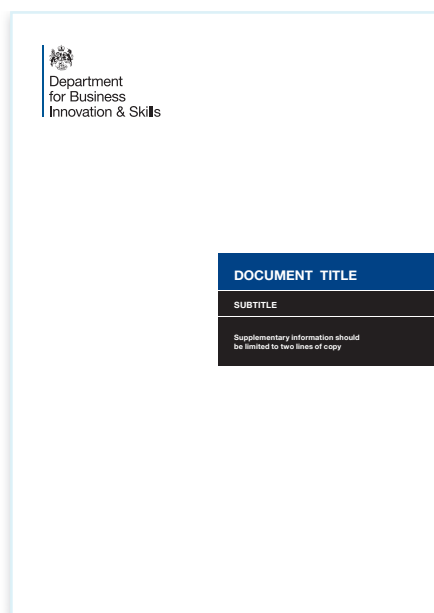 Department
for Business
Innovation & Skills
DOCUMENT TITLE
SUBTITLE
Supplementary information should
be limited to two lines of copy